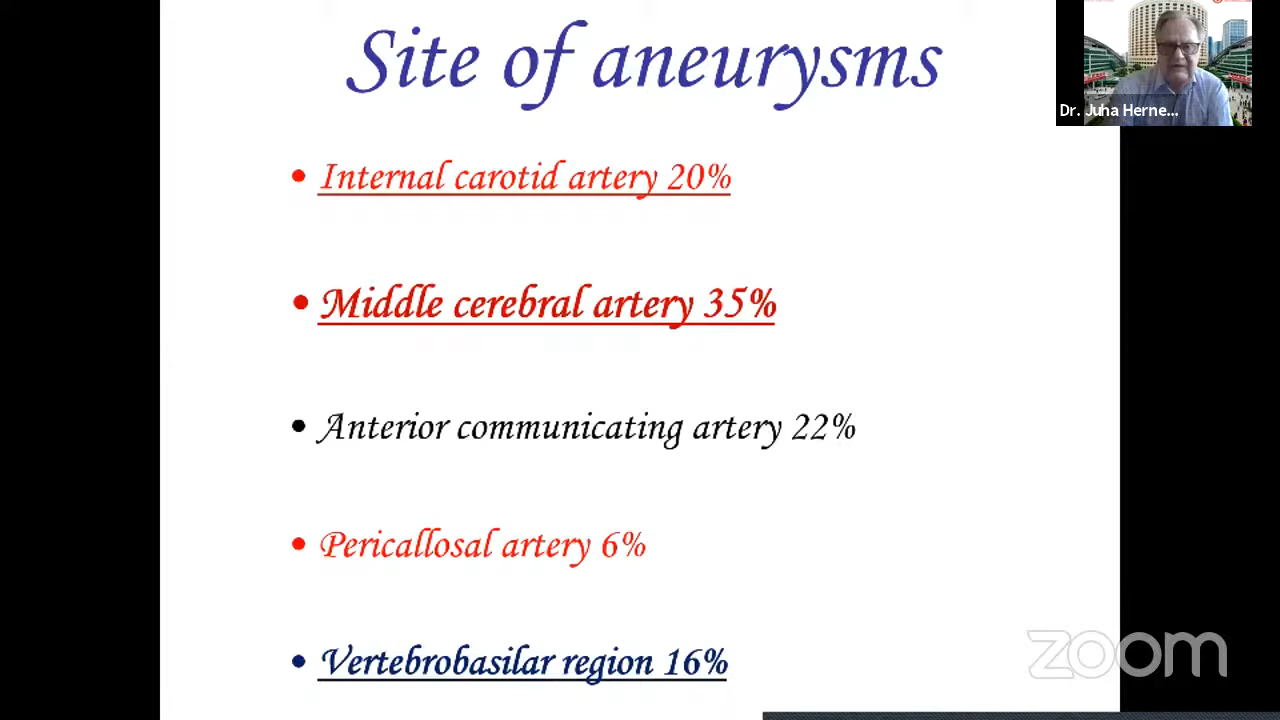 Site of aneurysms
Dr. Juha Herne...
• Internal carotid artery 20%
• Middle cerebral artery 35%
• Anterior communicating artery 22%
• Pericallosal artery 6%
• Vertebrobasilar region 16%
zoom